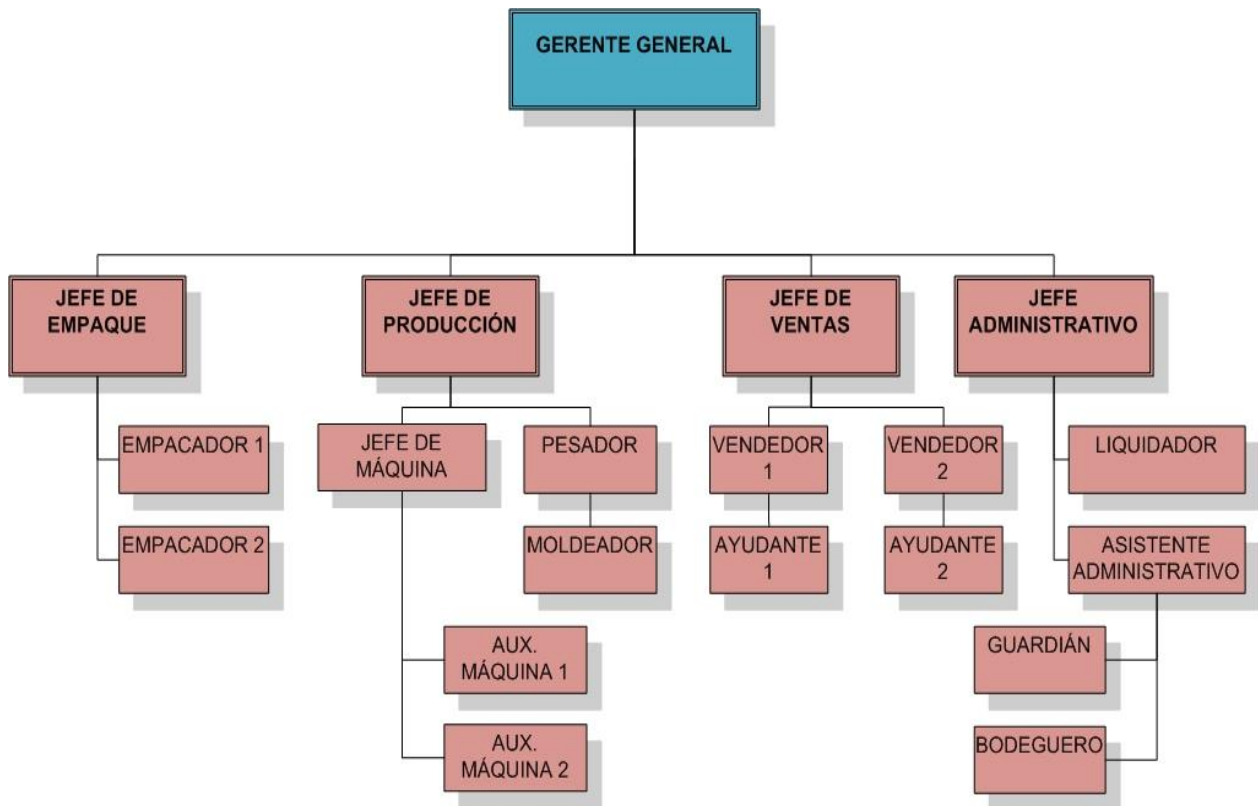 GERENTE GENERAL
JEFE DE
EMPAQUE
JEFE DE
PRODUCCIÓN
JEFE DE
VENTAS
JEFE
ADMINISTRATIVO
EMPACADOR 1
EMPACADOR 2
JEFE DE
MÁQUINA
PESADOR
MOLDEADOR
AUX.
MÁQUINA 1
AUX.
MÁQUINA 2
VENDEDOR
1
AYUDANTE
1
VENDEDOR
2
AYUDANTE
2
LIQUIDADOR
ASISTENTE
ADMINISTRATIVO
GUARDIÁN
BODEGUERO